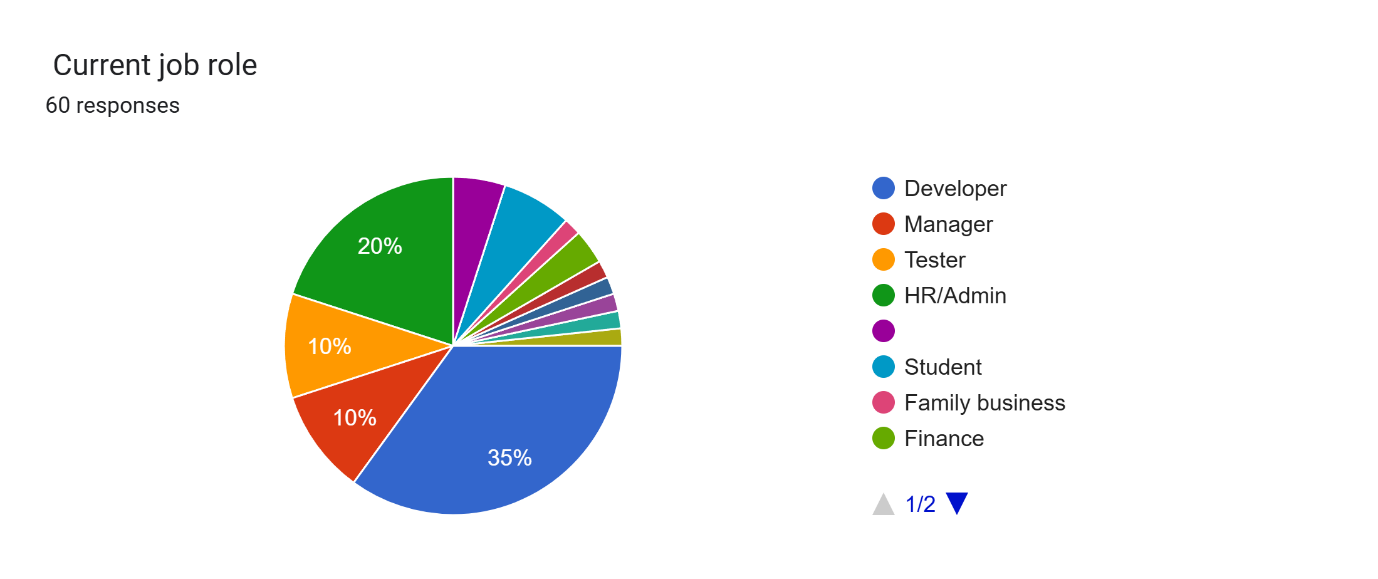 Current job role
60 responses
20%
10%
10%
35%
Developer
Manager
Tester
HR/Admin
Student
Family business
Finance
1/2